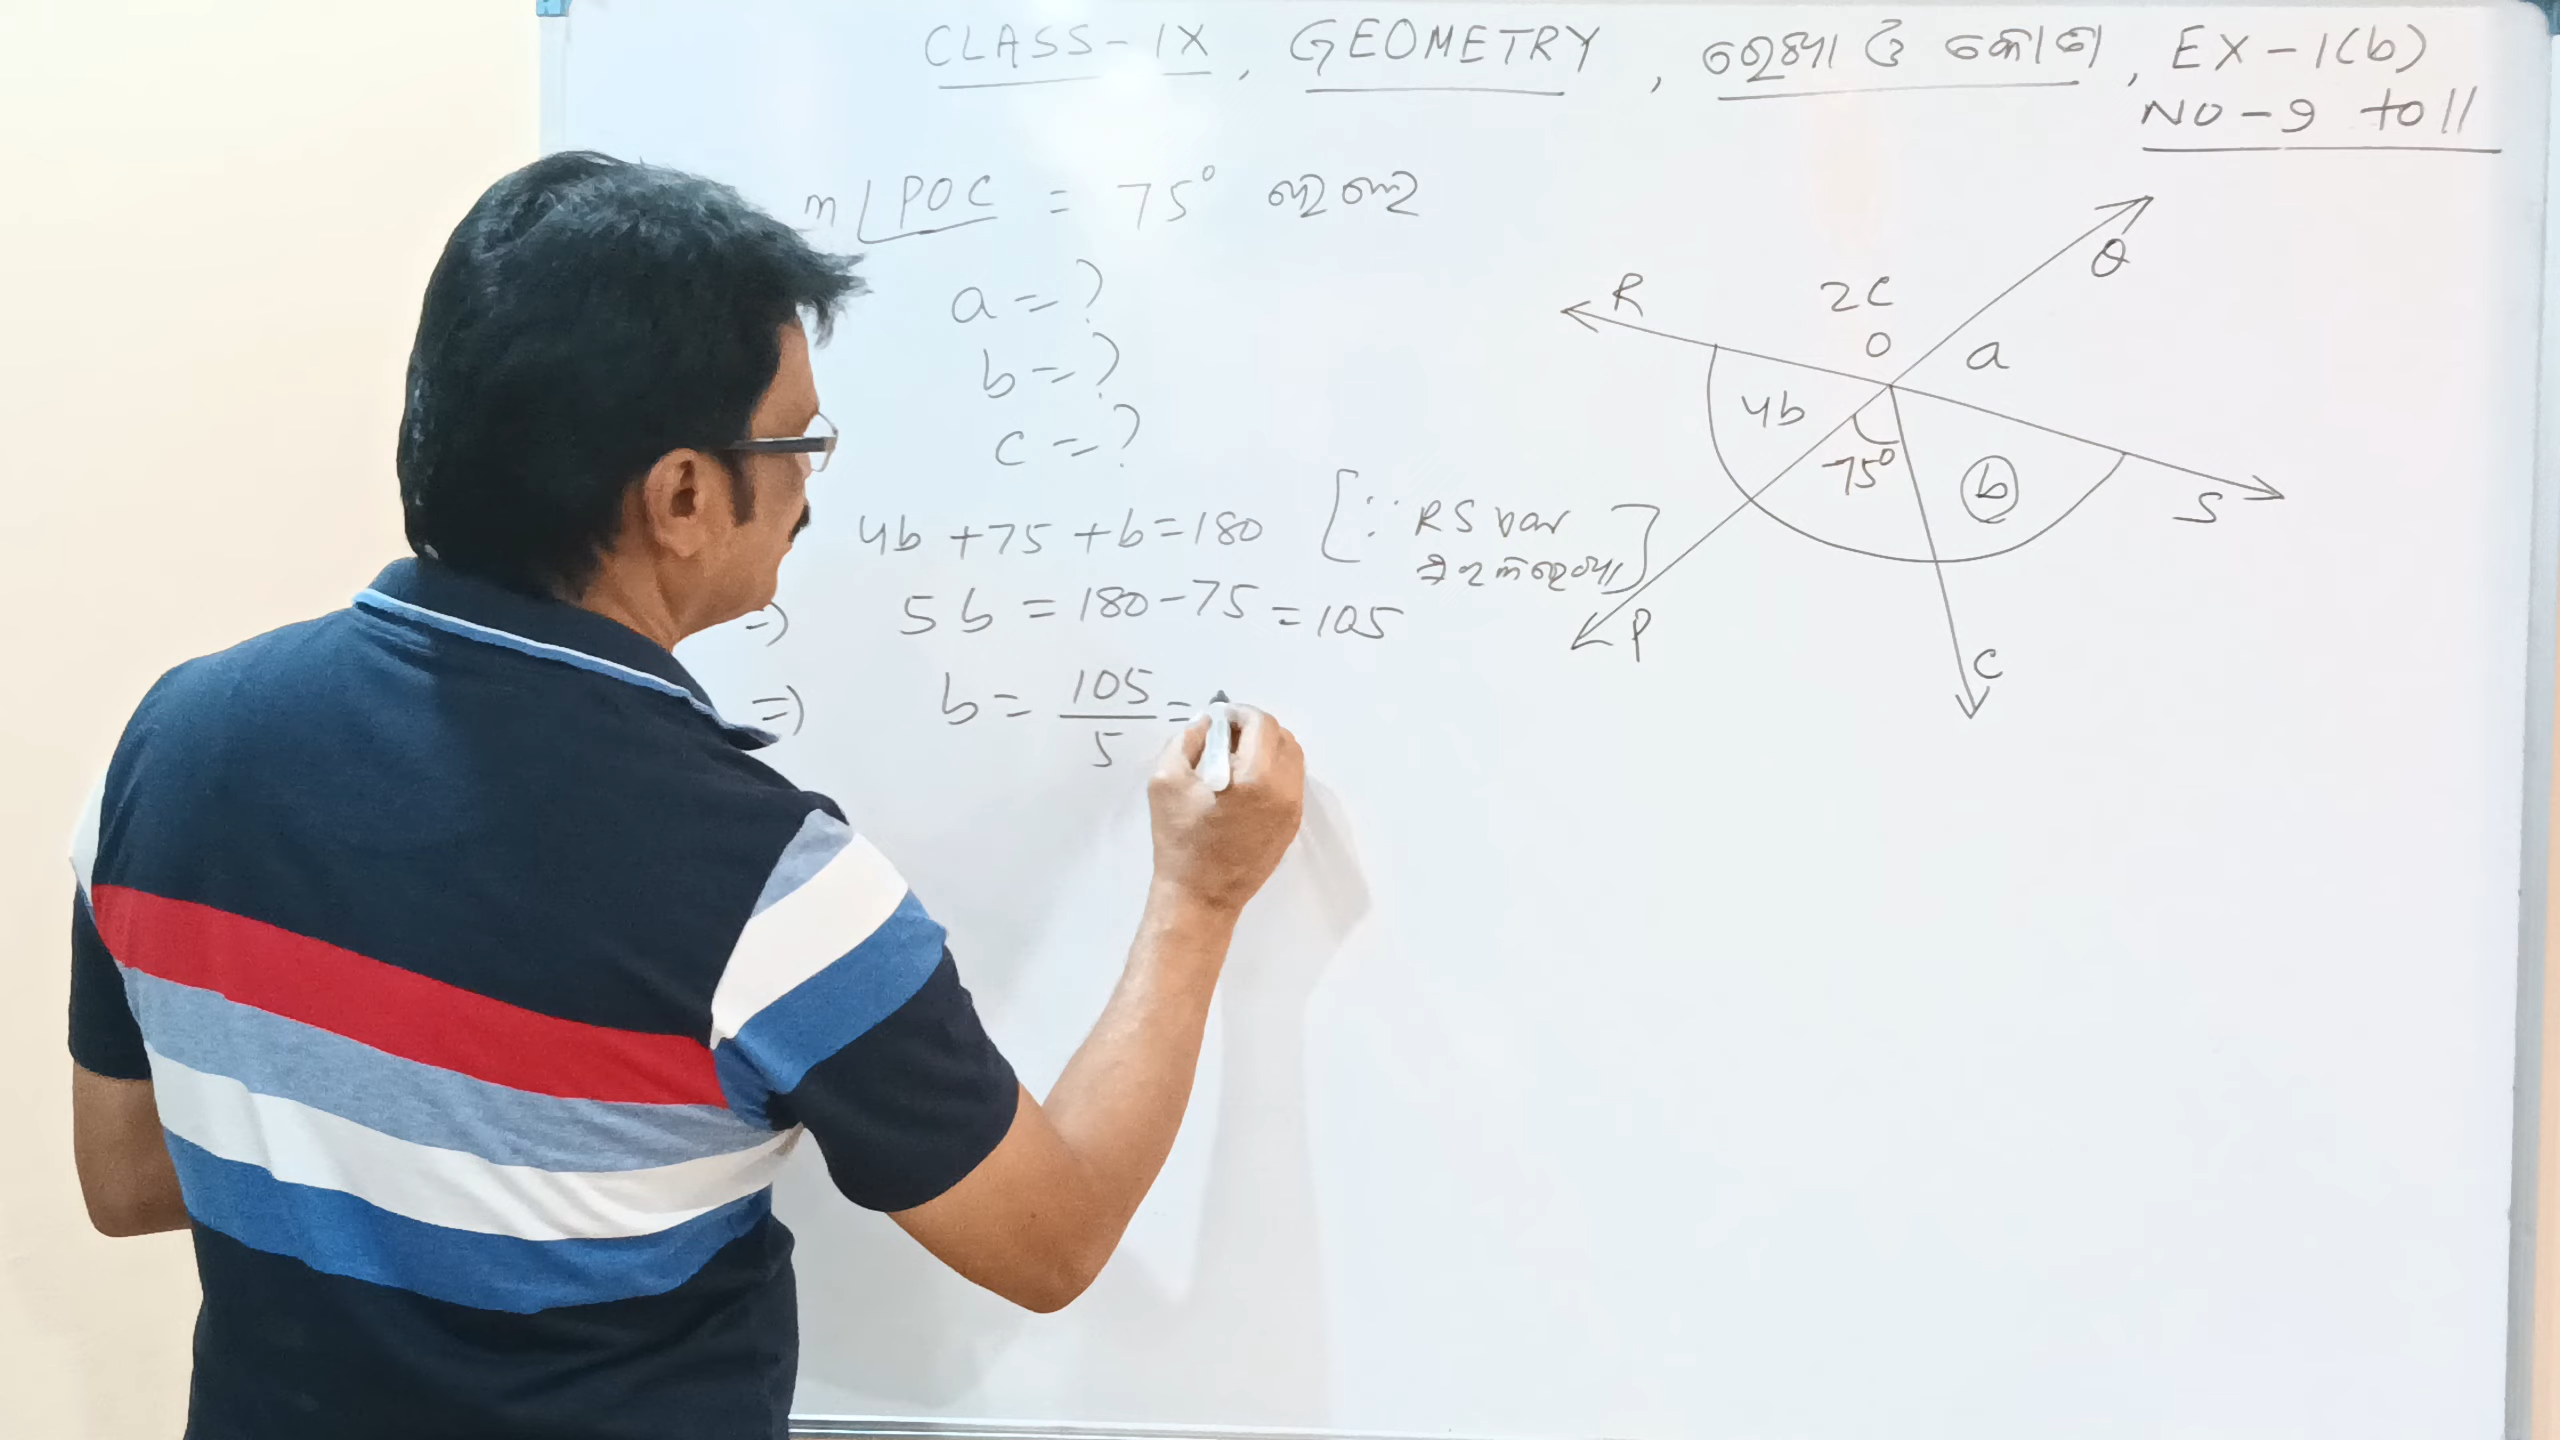 CLASS-IX, GEOMETRY, ରେଖା ଓ କୋଣ, EX-1(b)
NO-9 to 11
m∠POC = 75° ହେଲେ
a=?
b=?
c=?
4b +75 +b=180 [∵ RS ଏକ ସରଳରେଖା]
=) 5b =180-75=105
=) b= 105/5 =
R
2c
O
a
Q
4b
75°
b
S
P
C